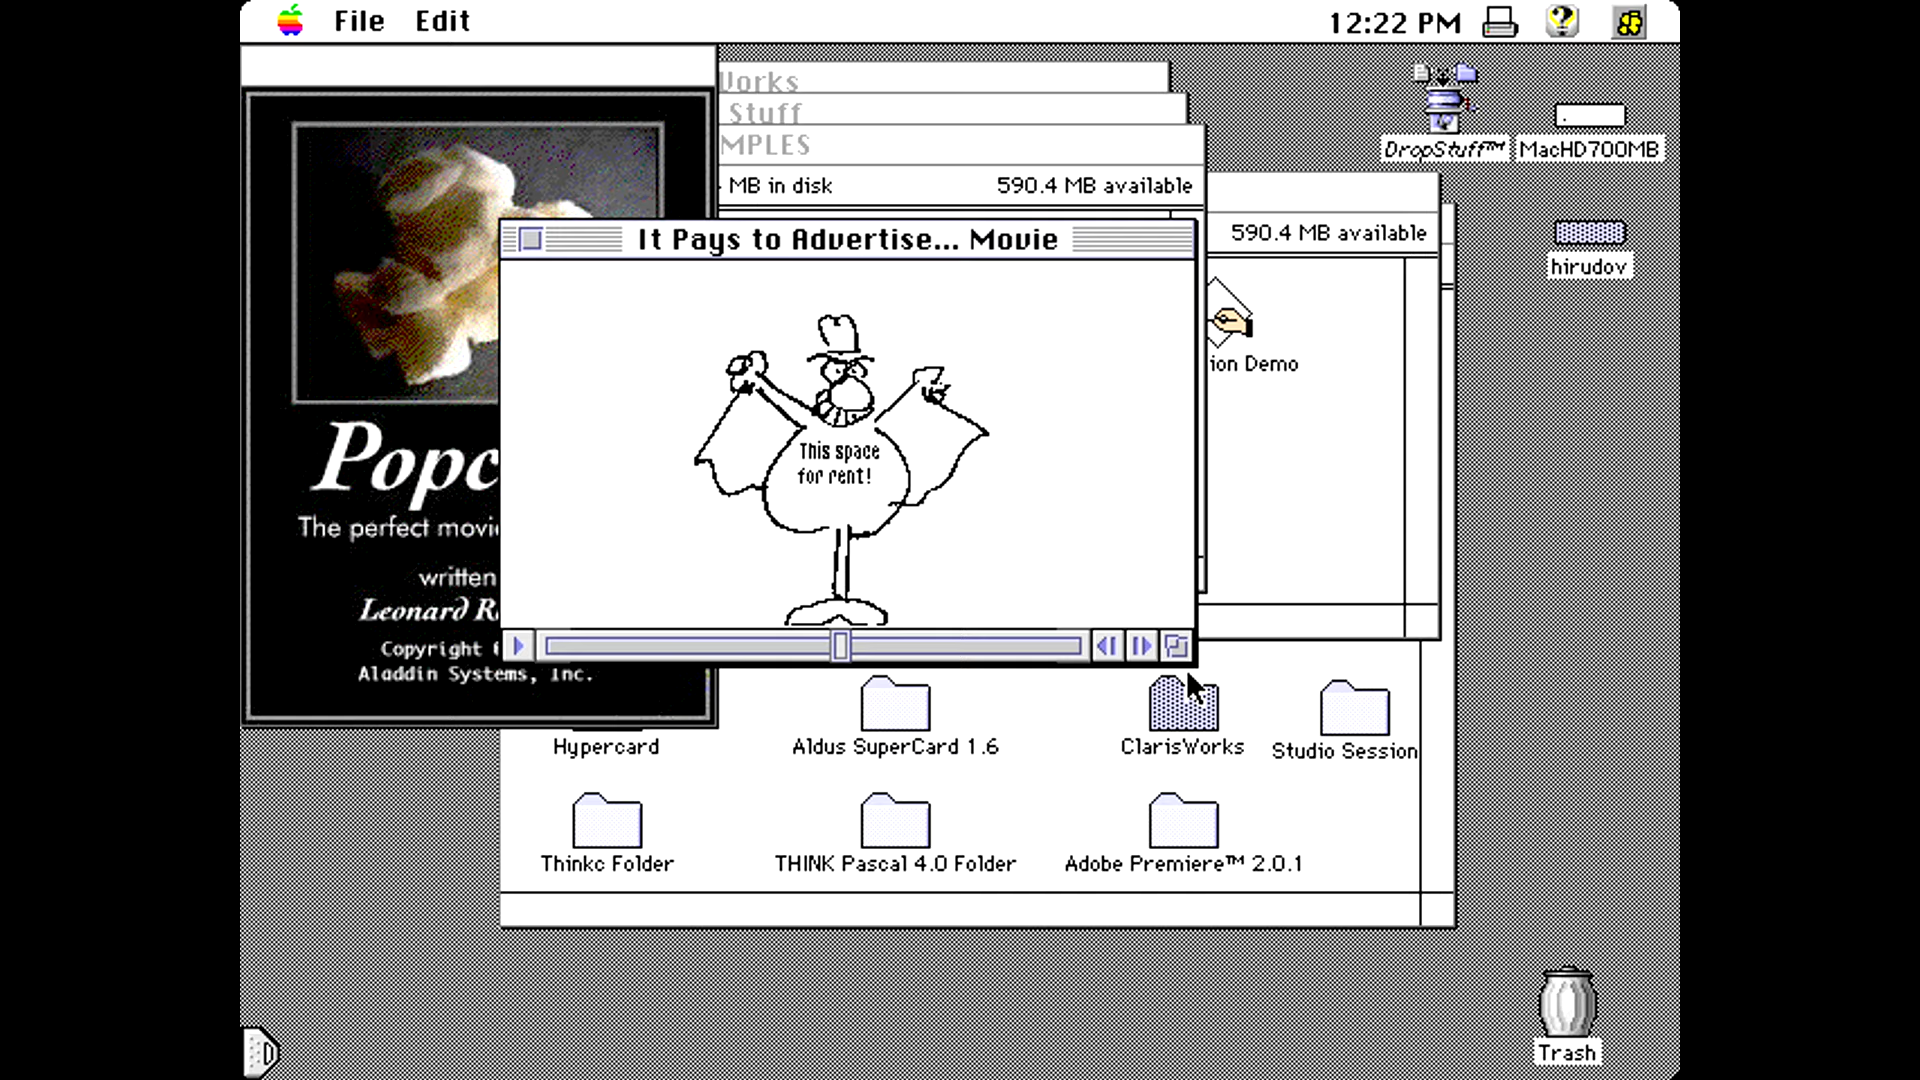 File Edit 12:22 PM
Works
Stuff
MPLES
MB in disk 590.4 MB available
590.4 MB available
DropStuff™ MacHD700MB
hirudov
It Pays to Advertise... Movie
ion Demo
This space
for rent!
Popc
The perfect movi
written
Leonard R
Copyright
Aladdin Systems, Inc.
Hypercard Aldus SuperCard 1.6 ClarisWorks Studio Session
Thinkc Folder THINK Pascal 4.0 Folder Adobe Premiere™ 2.0.1
Trash